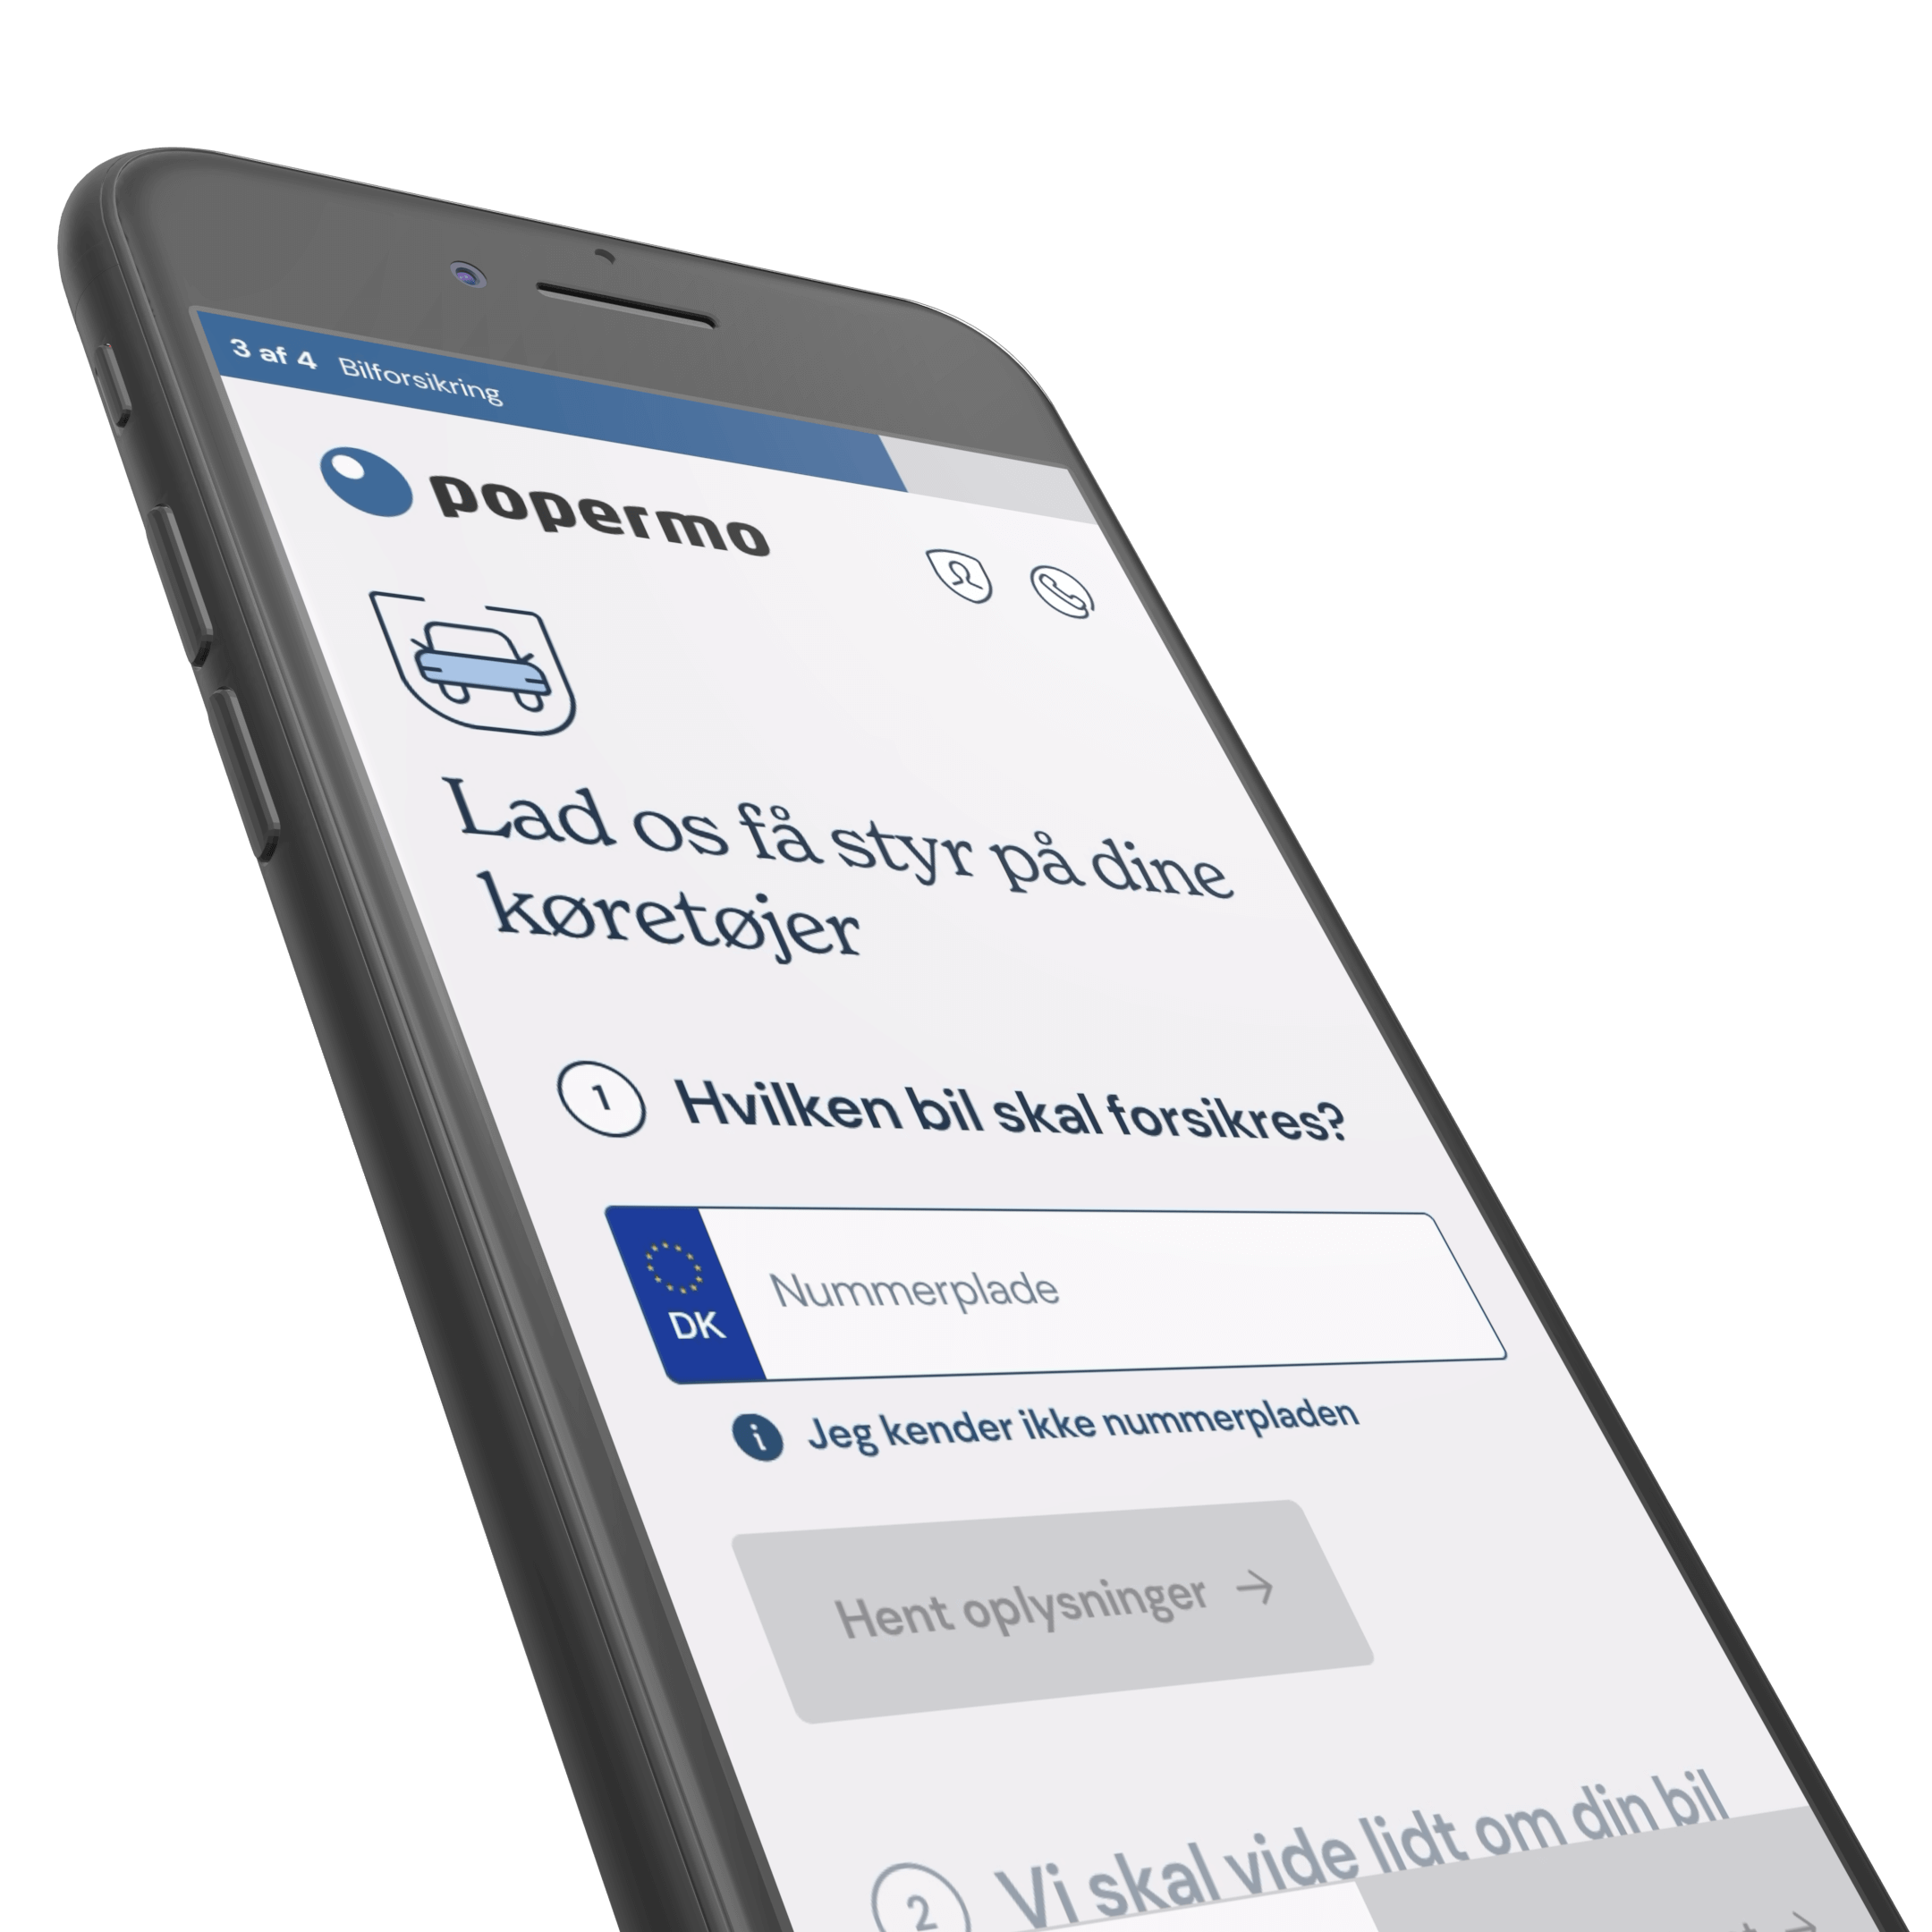 3 af 4 Bilforsikring
popermo
Lad os få styr på dine
køretøjer
1 Hvilken bil skal forsikres?
DK Nummerplade
i Jeg kender ikke nummerpladen
Hent oplysninger →
2 Vi skal vide lidt om din bil